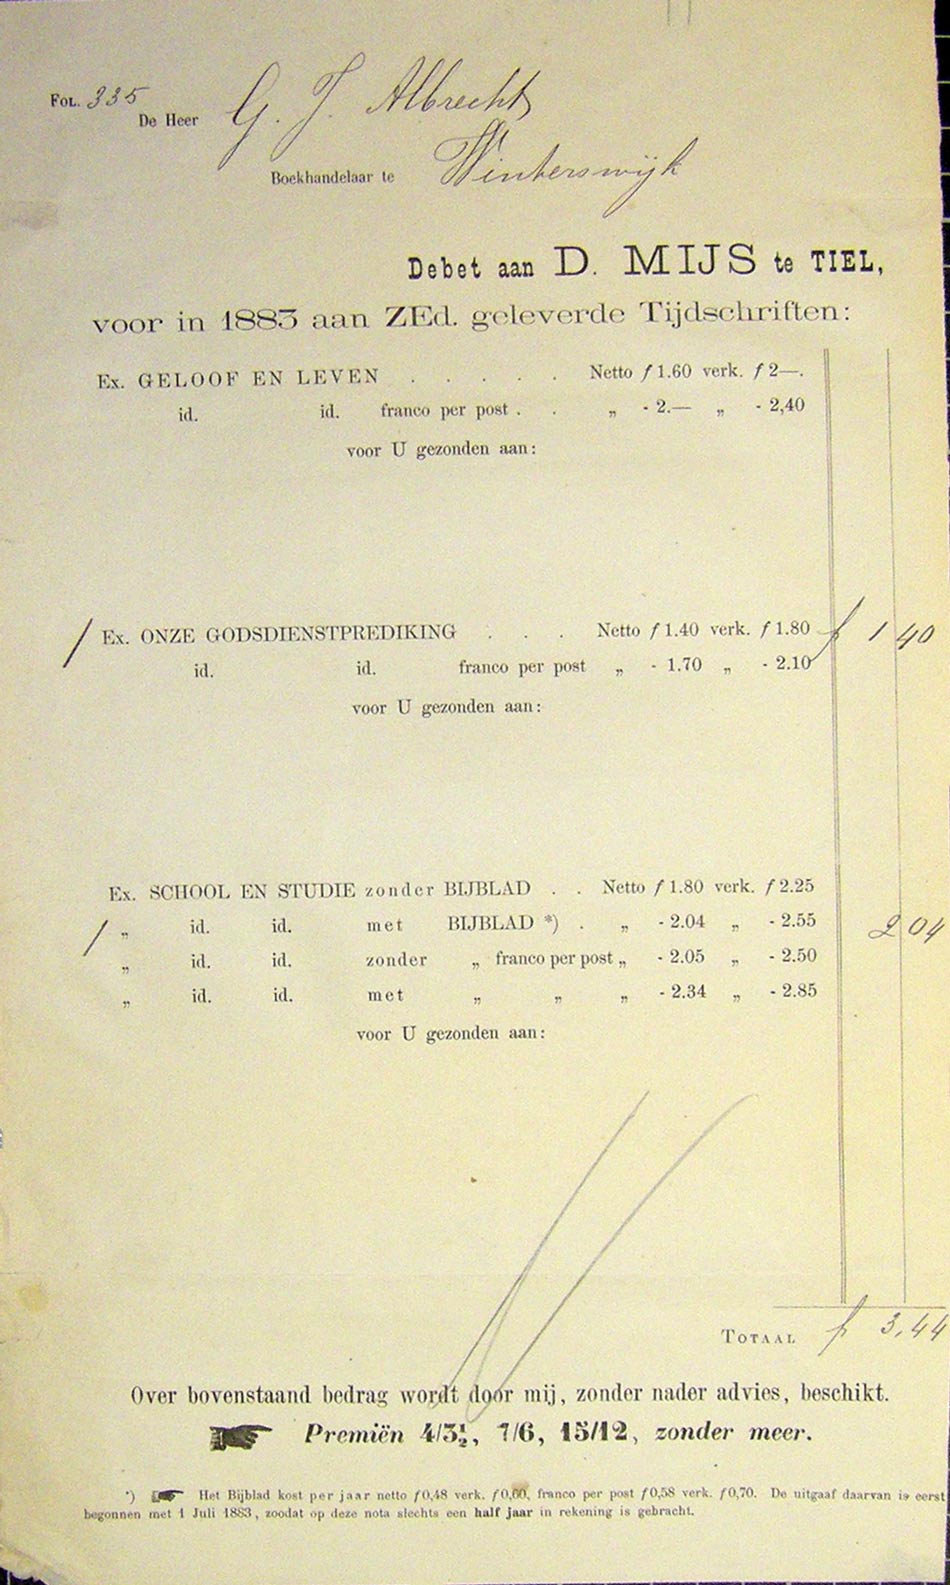 FOL. 335
De Heer G. J. Albrecht
Boekhandelaar te Winterswijk
Debet aan D. MIJS te TIEL,
voor in 1883 aan ZEd. geleverde Tijdschriften:
Ex. GELOOF EN LEVEN . . . . . Netto ƒ 1.60 verk. ƒ 2—.
id. id. franco per post . . „ - 2.— „ - 2,40
voor U gezonden aan:
/ Ex. ONZE GODSDIENSTPREDIKING . . . Netto ƒ 1.40 verk. ƒ 1.80 ƒ 1 40
id. id. franco per post „ - 1.70 „ - 2.10
voor U gezonden aan:
Ex. SCHOOL EN STUDIE zonder BIJBLAD . . Netto ƒ 1.80 verk. ƒ 2.25
/ „ id. id. met BIJBLAD *) . „ - 2.04 „ - 2.55 2 04
„ id. id. zonder „ franco per post „ - 2.05 „ - 2.50
„ id. id. met „ „ „ - 2.34 „ - 2.85
voor U gezonden aan:
TOTAAL ƒ 3,44
Over bovenstaand bedrag wordt door mij, zonder nader advies, beschikt.
Premiën 4/3½, 7/6, 15/12, zonder meer.
*) Het Bijblad kost per jaar netto ƒ 0,48 verk. ƒ 0,60, franco per post ƒ 0,58 verk. ƒ 0,70. De uitgaaf daarvan is eerst
begonnen met 1 Juli 1883, zoodat op deze nota slechts een half jaar in rekening is gebracht.